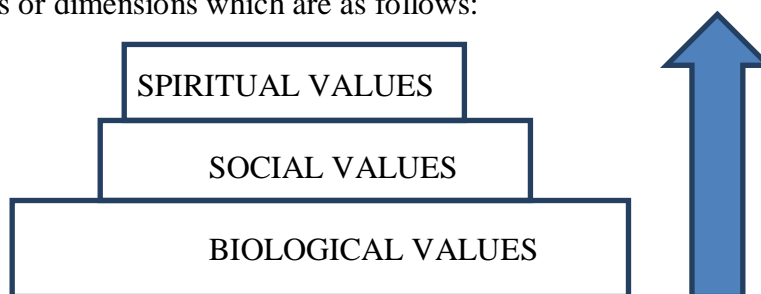 s or dimensions which are as follows:
SPIRITUAL VALUES
SOCIAL VALUES
BIOLOGICAL VALUES